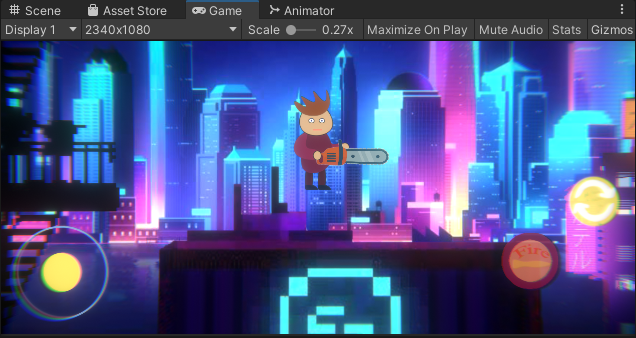 Scene Asset Store Game Animator
Display 1 2340x1080 Scale 0.27x Maximize On Play Mute Audio Stats Gizmos
Fire